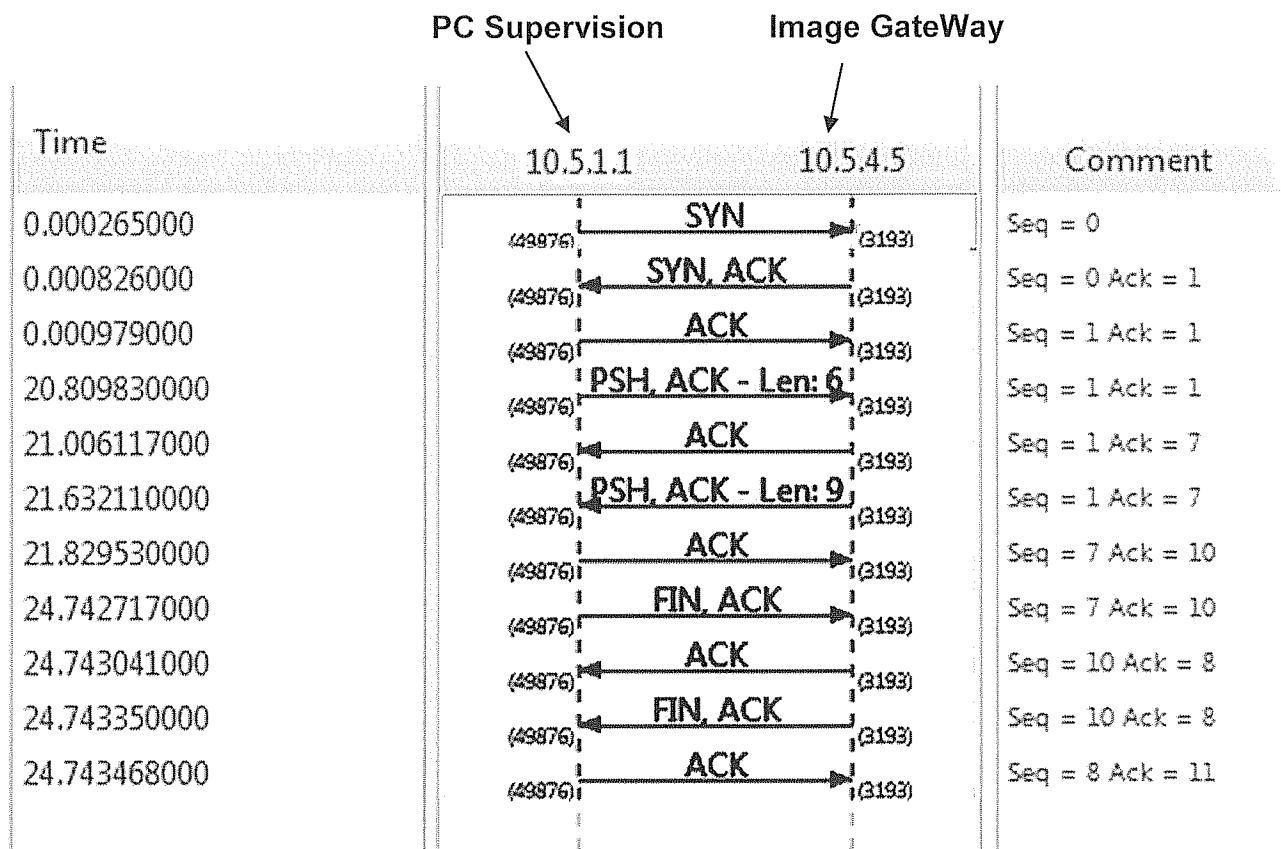 PC Supervision Image GateWay
Time 10.5.1.1 10.5.4.5 Comment
0.000265000 (49876) SYN (3193) Seq = 0
0.000826000 (49876) SYN, ACK (3193) Seq = 0 Ack = 1
0.000979000 (49876) ACK (3193) Seq = 1 Ack = 1
20.809830000 (49876) PSH, ACK - Len: 6 (3193) Seq = 1 Ack = 1
21.006117000 (49876) ACK (3193) Seq = 1 Ack = 7
21.632110000 (49876) PSH, ACK - Len: 9 (3193) Seq = 1 Ack = 7
21.829530000 (49876) ACK (3193) Seq = 7 Ack = 10
24.742717000 (49876) FIN, ACK (3193) Seq = 7 Ack = 10
24.743041000 (49876) ACK (3193) Seq = 10 Ack = 8
24.743350000 (49876) FIN, ACK (3193) Seq = 10 Ack = 8
24.743468000 (49876) ACK (3193) Seq = 8 Ack = 11